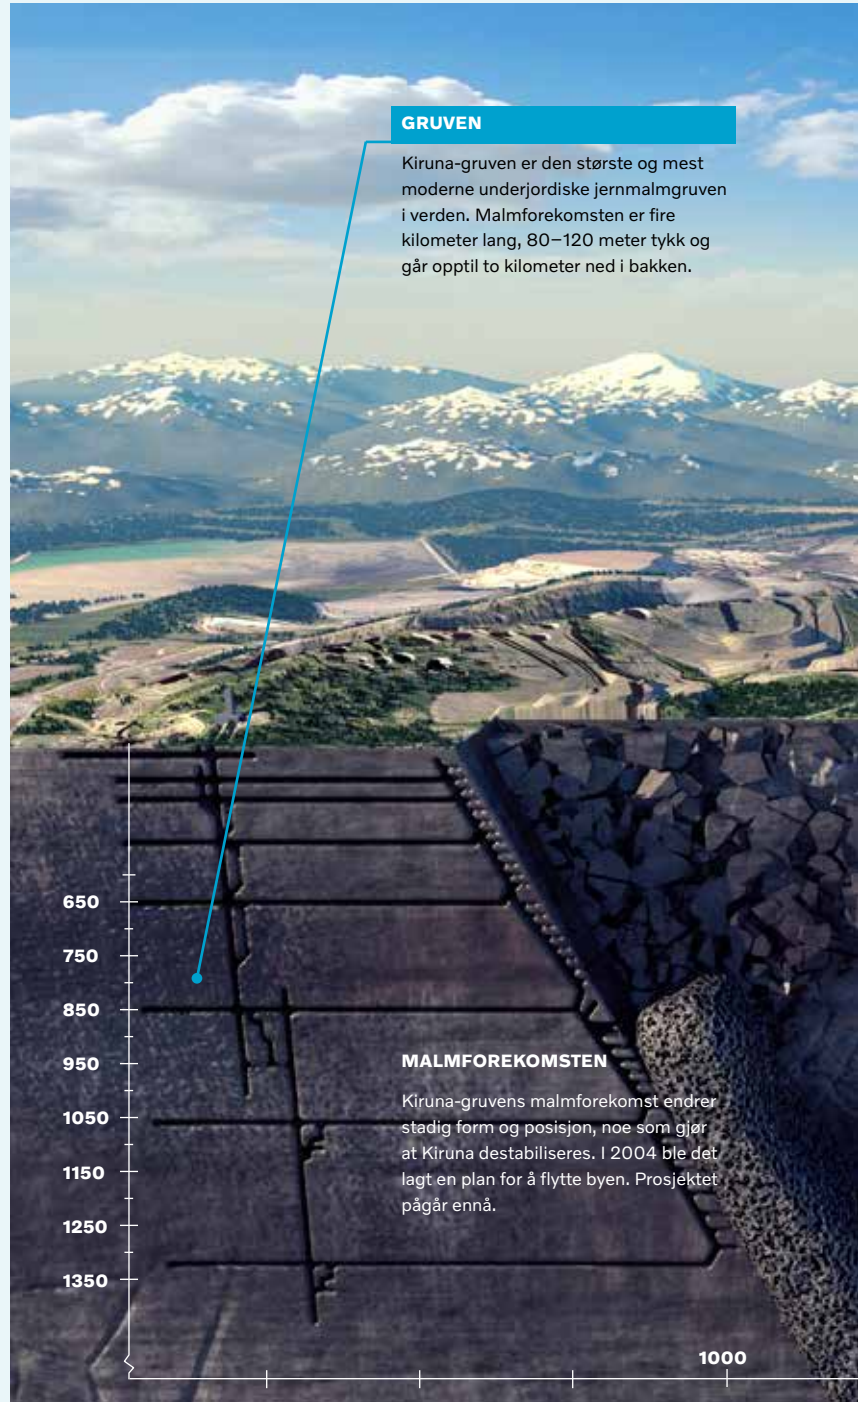 GRUVEN
Kiruna-gruven er den største og mest
moderne underjordiske jernmalmgruven
i verden. Malmforekomsten er fire
kilometer lang, 80–120 meter tykk og
går opptil to kilometer ned i bakken.
650
750
850
950
1050
1150
1250
1350
MALMFOREKOMSTEN
Kiruna-gruvens malmforekomst endrer
stadig form og posisjon, noe som gjør
at Kiruna destabiliseres. I 2004 ble det
lagt en plan for å flytte byen. Prosjektet
pågår ennå.
1000